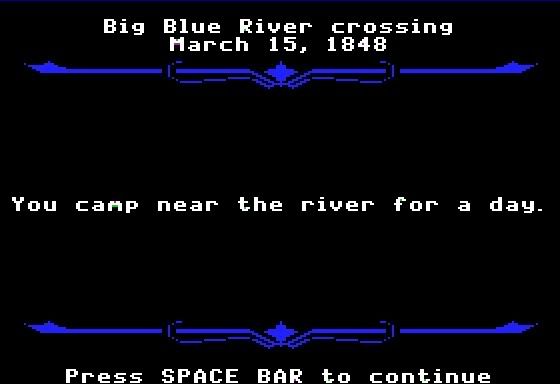 Big Blue River crossing
March 15, 1848
You camp near the river for a day.
Press SPACE BAR to continue